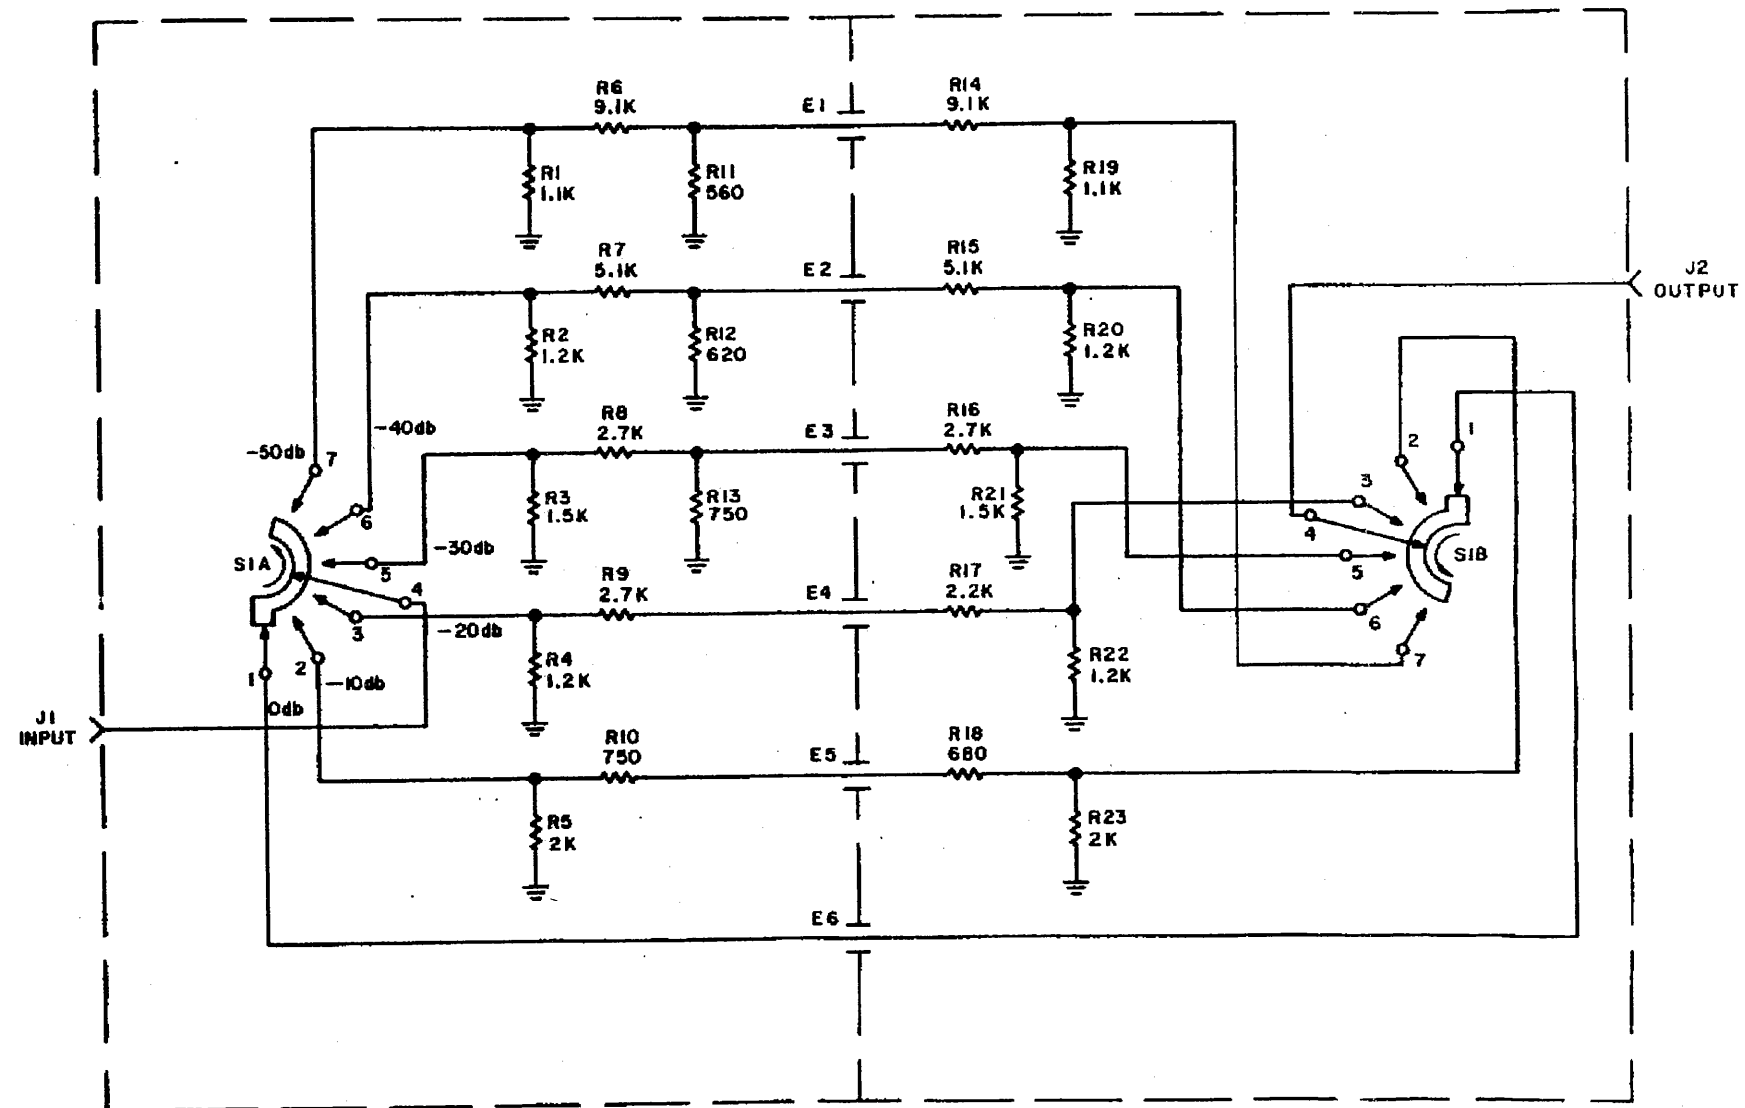 R6
9.1K
E1
R14
9.1K
R1
1.1K
R11
560
R19
1.1K
R7
5.1K
E2
R15
5.1K
J2
OUTPUT
R2
1.2K
R12
620
R20
1.2K
-40db
R8
2.7K
E3
R16
2.7K
-50db
7
6
R3
1.5K
R13
750
R21
1.5K
2
1
3
4
5
6
7
S1B
-30db
S1A
5
4
3
-20db
2
-10db
1
0db
R9
2.7K
E4
R17
2.2K
R4
1.2K
R22
1.2K
J1
INPUT
R10
750
E5
R18
680
R5
2K
R23
2K
E6